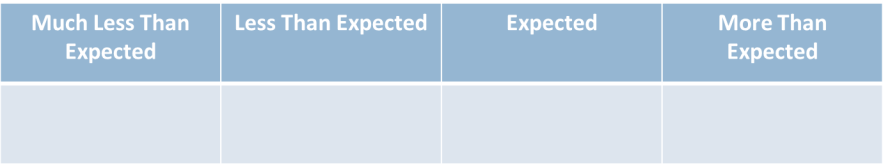 Much Less Than
Expected
Less Than Expected
Expected
More Than
Expected